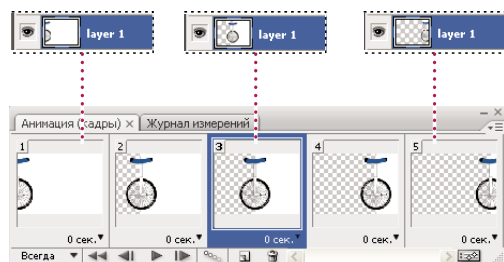 layer 1
layer 1
layer 1
Анимация (кадры) × Журнал измерений
1 2 3 4 5
0 сек. 0 сек. 0 сек. 0 сек. 0 сек.
Всегда